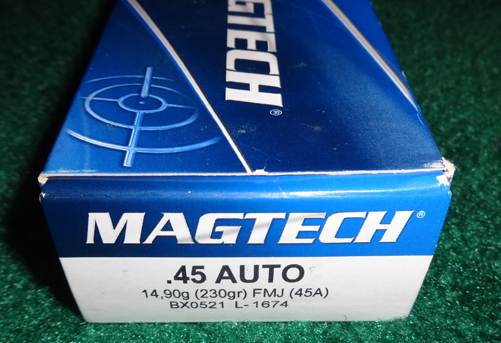 MAGTECH®
MAGTECH®
.45 AUTO
14,90g (230gr) FMJ (45A)
BX0521 L-1674